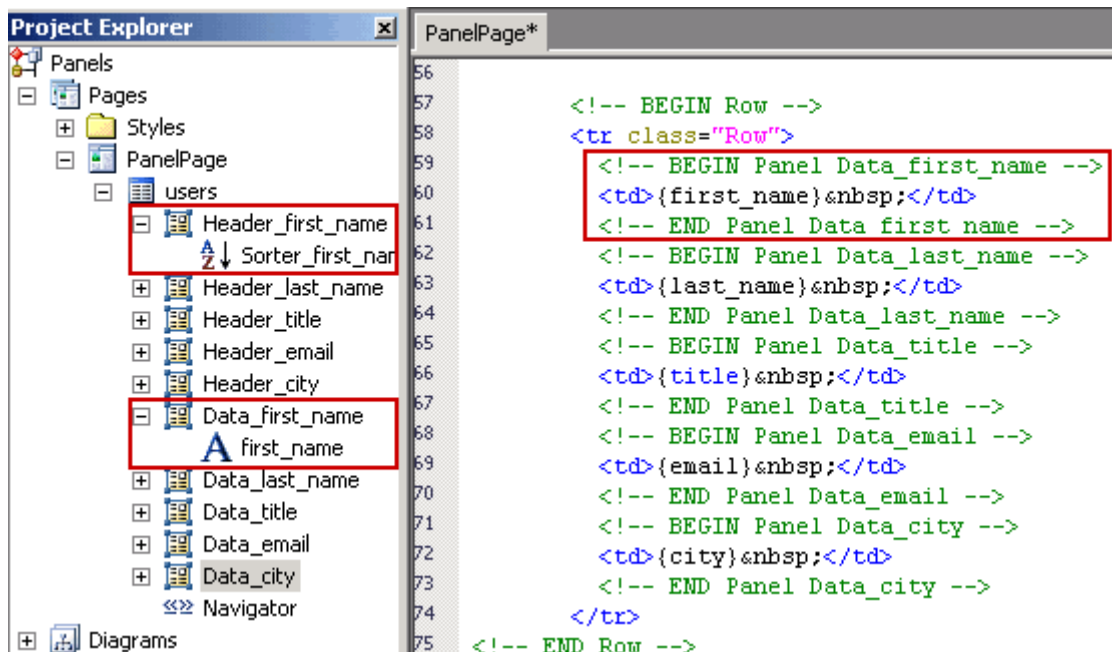 Project Explorer
Panels
Pages
Styles
PanelPage
users
Header_first_name
Sorter_first_nar
Header_last_name
Header_title
Header_email
Header_city
Data_first_name
first_name
Data_last_name
Data_title
Data_email
Data_city
Navigator
Diagrams
PanelPage*
56
57 <!-- BEGIN Row -->
58 <tr class="Row">
59 <!-- BEGIN Panel Data_first_name -->
60 <td>{first_name}&nbsp;</td>
61 <!-- END Panel Data_first_name -->
62 <!-- BEGIN Panel Data_last_name -->
63 <td>{last_name}&nbsp;</td>
64 <!-- END Panel Data_last_name -->
65 <!-- BEGIN Panel Data_title -->
66 <td>{title}&nbsp;</td>
67 <!-- END Panel Data_title -->
68 <!-- BEGIN Panel Data_email -->
69 <td>{email}&nbsp;</td>
70 <!-- END Panel Data_email -->
71 <!-- BEGIN Panel Data_city -->
72 <td>{city}&nbsp;</td>
73 <!-- END Panel Data_city -->
74 </tr>
75 <!-- END Row -->